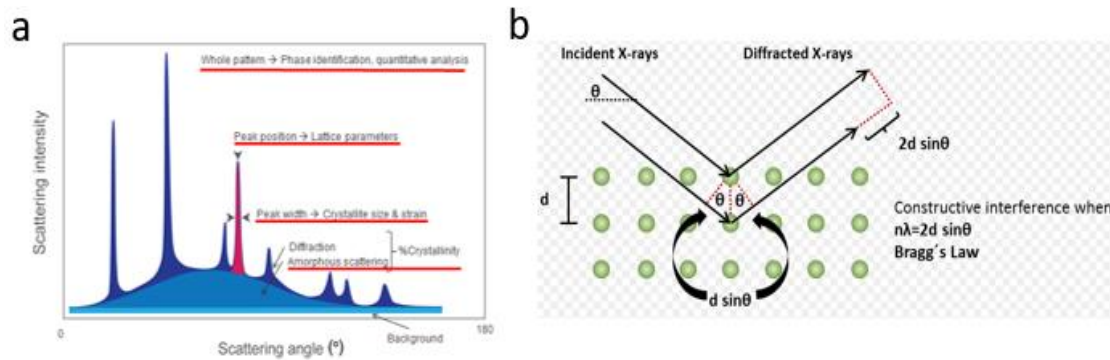 a
Scattering intensity
Whole pattern → Phase identification, quantitative analysis
Peak position → Lattice parameters
Peak width → Crystallite size & strain
Diffraction
Amorphous scattering
%Crystallinity
Background
0
180
Scattering angle (°)
b
Incident X-rays
Diffracted X-rays
θ
2d sinθ
d
θ θ
d sinθ
Constructive interference when
nλ=2d sinθ
Bragg´s Law